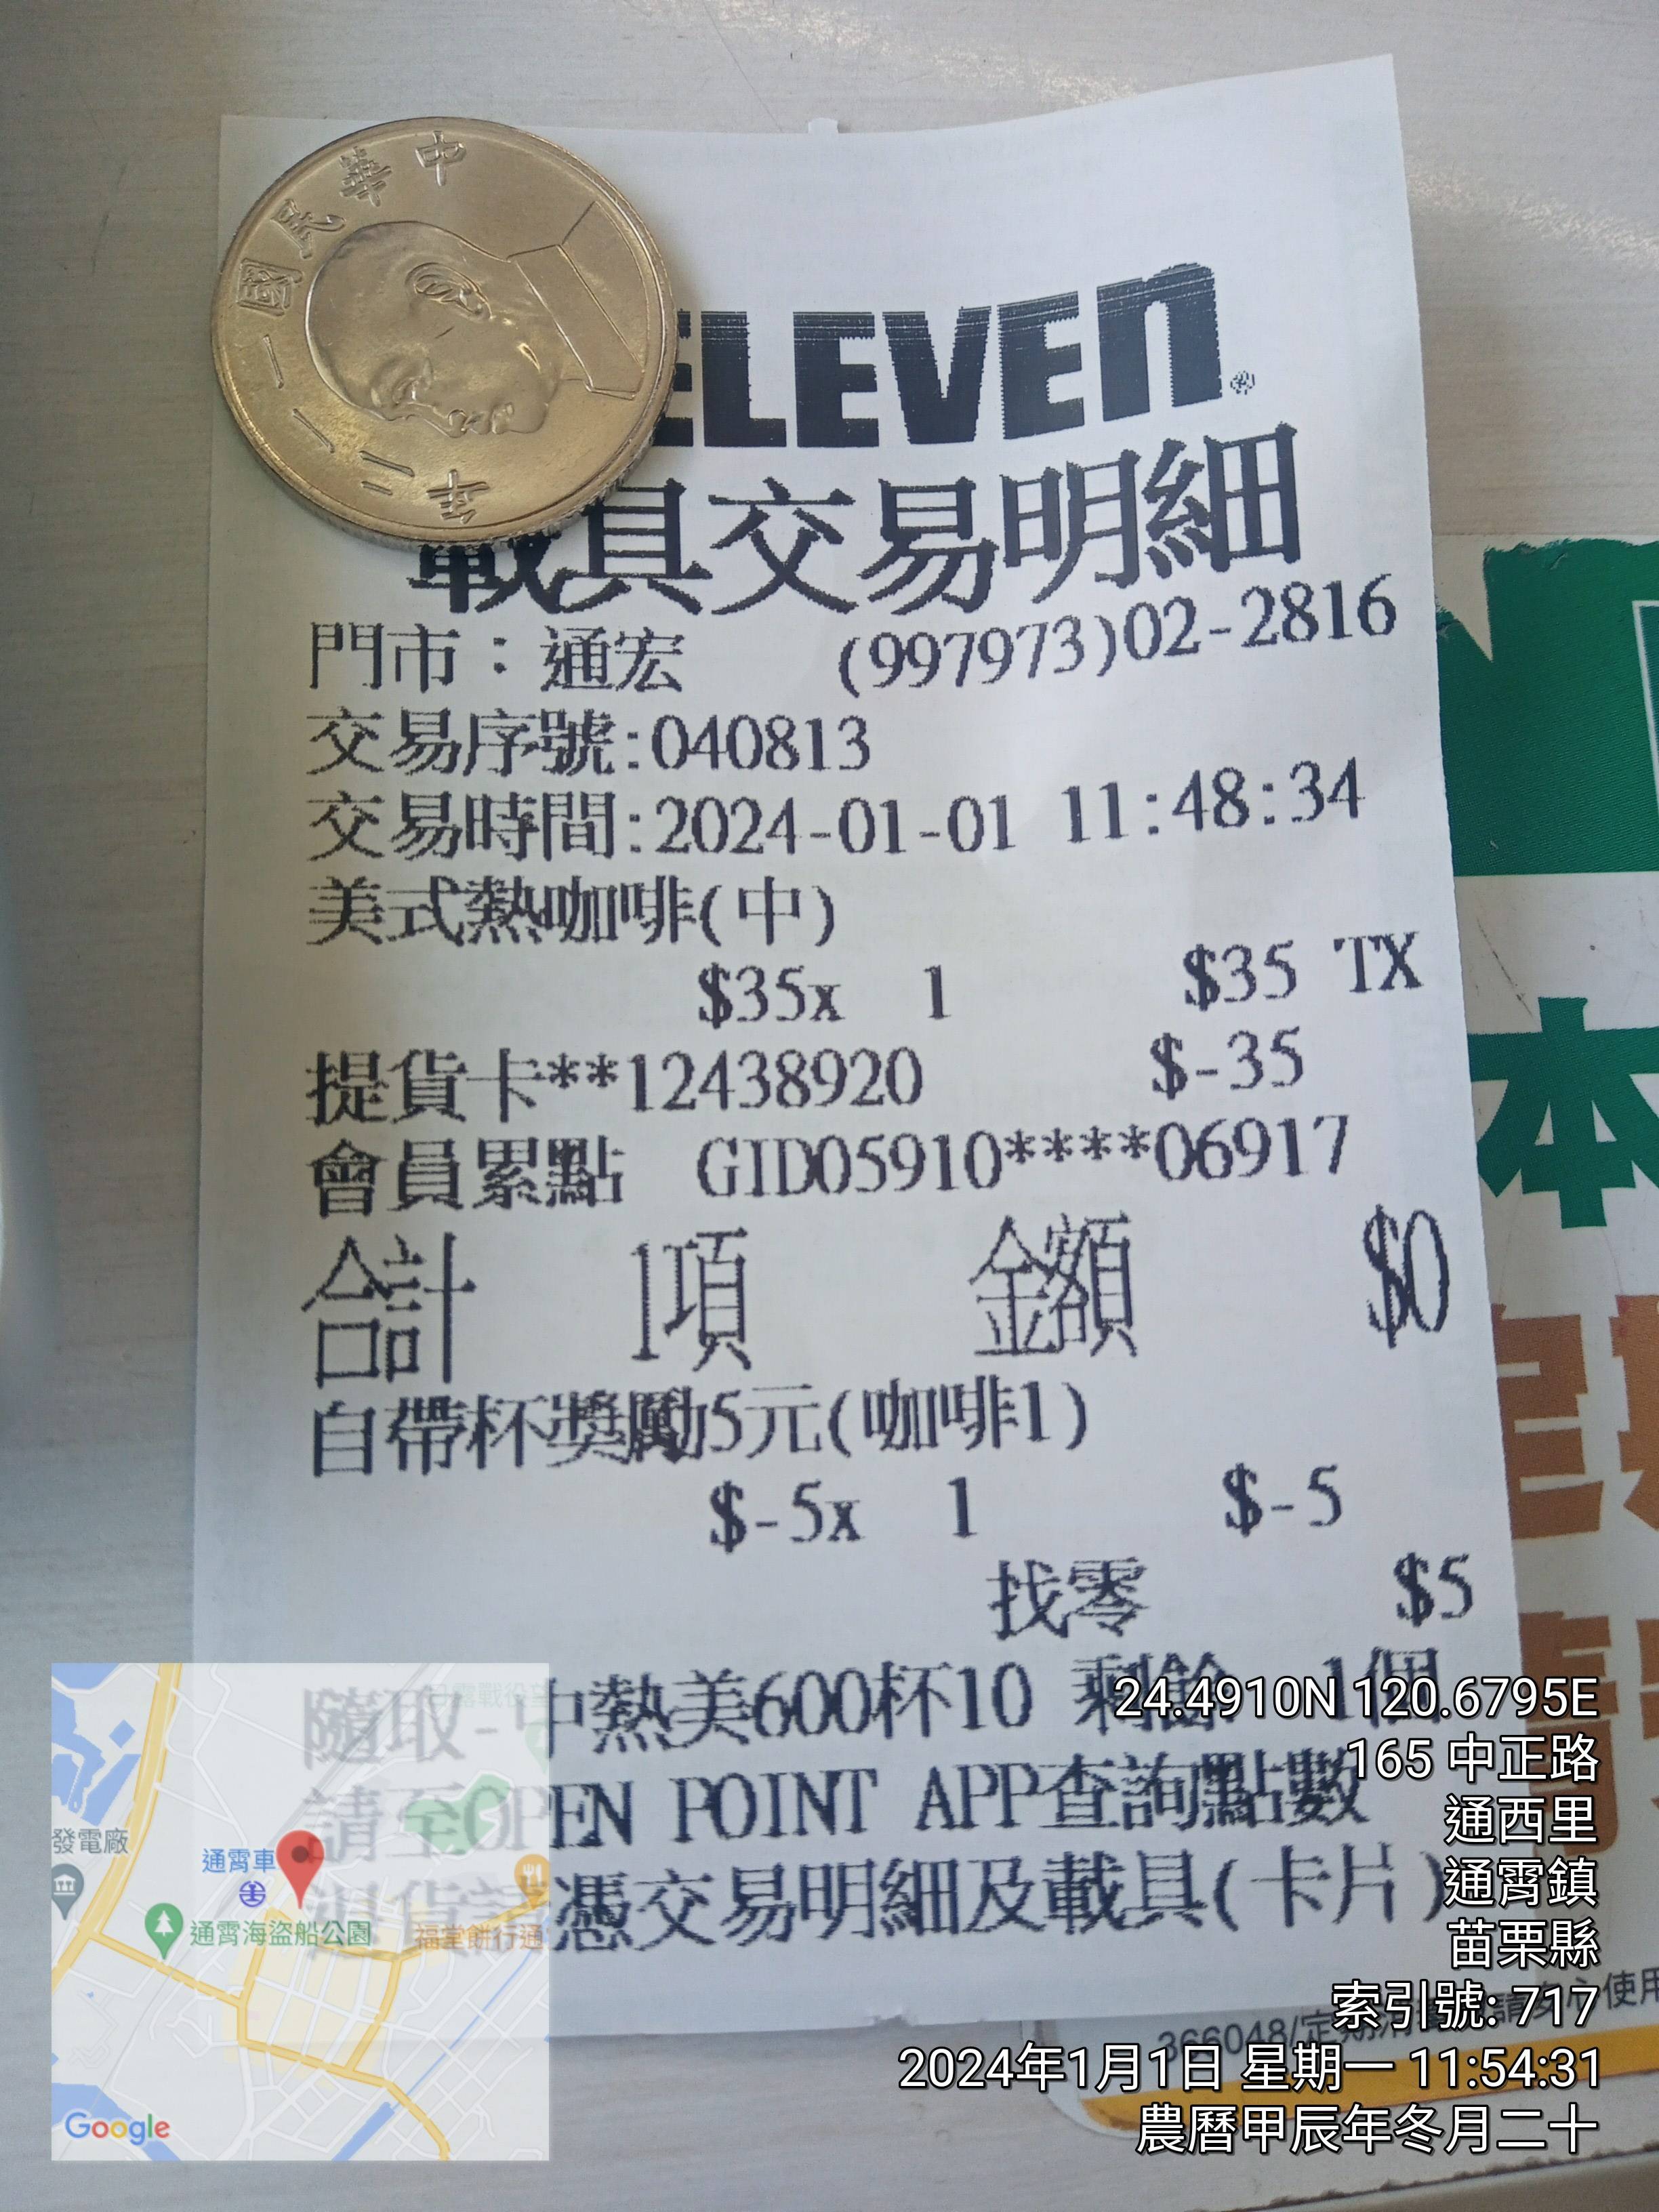 中華民國一一二年
ELEVEn
載具交易明細
門市：通宏 (997973)02-2816
交易序號:040813
交易時間:2024-01-01 11:48:34
美式熱咖啡(中)
$35x 1 $35 TX
提貨卡**12438920 $-35
會員累點 GID05910****06917
合計 1項 金額 $0
自帶杯獎勵5元(咖啡1)
$-5x 1 $-5
找零 $5
隨取-中熱美600杯10 剩餘 1個
請至OPEN POINT APP查詢點數
退貨請憑交易明細及載具(卡片)
本
發電廠
通霄車
通霄海盜船公園
福堂餅行通
Google
24.4910N 120.6795E
165 中正路
通西里
通霄鎮
苗栗縣
索引號: 717
2024年1月1日 星期一 11:54:31
農曆甲辰年冬月二十